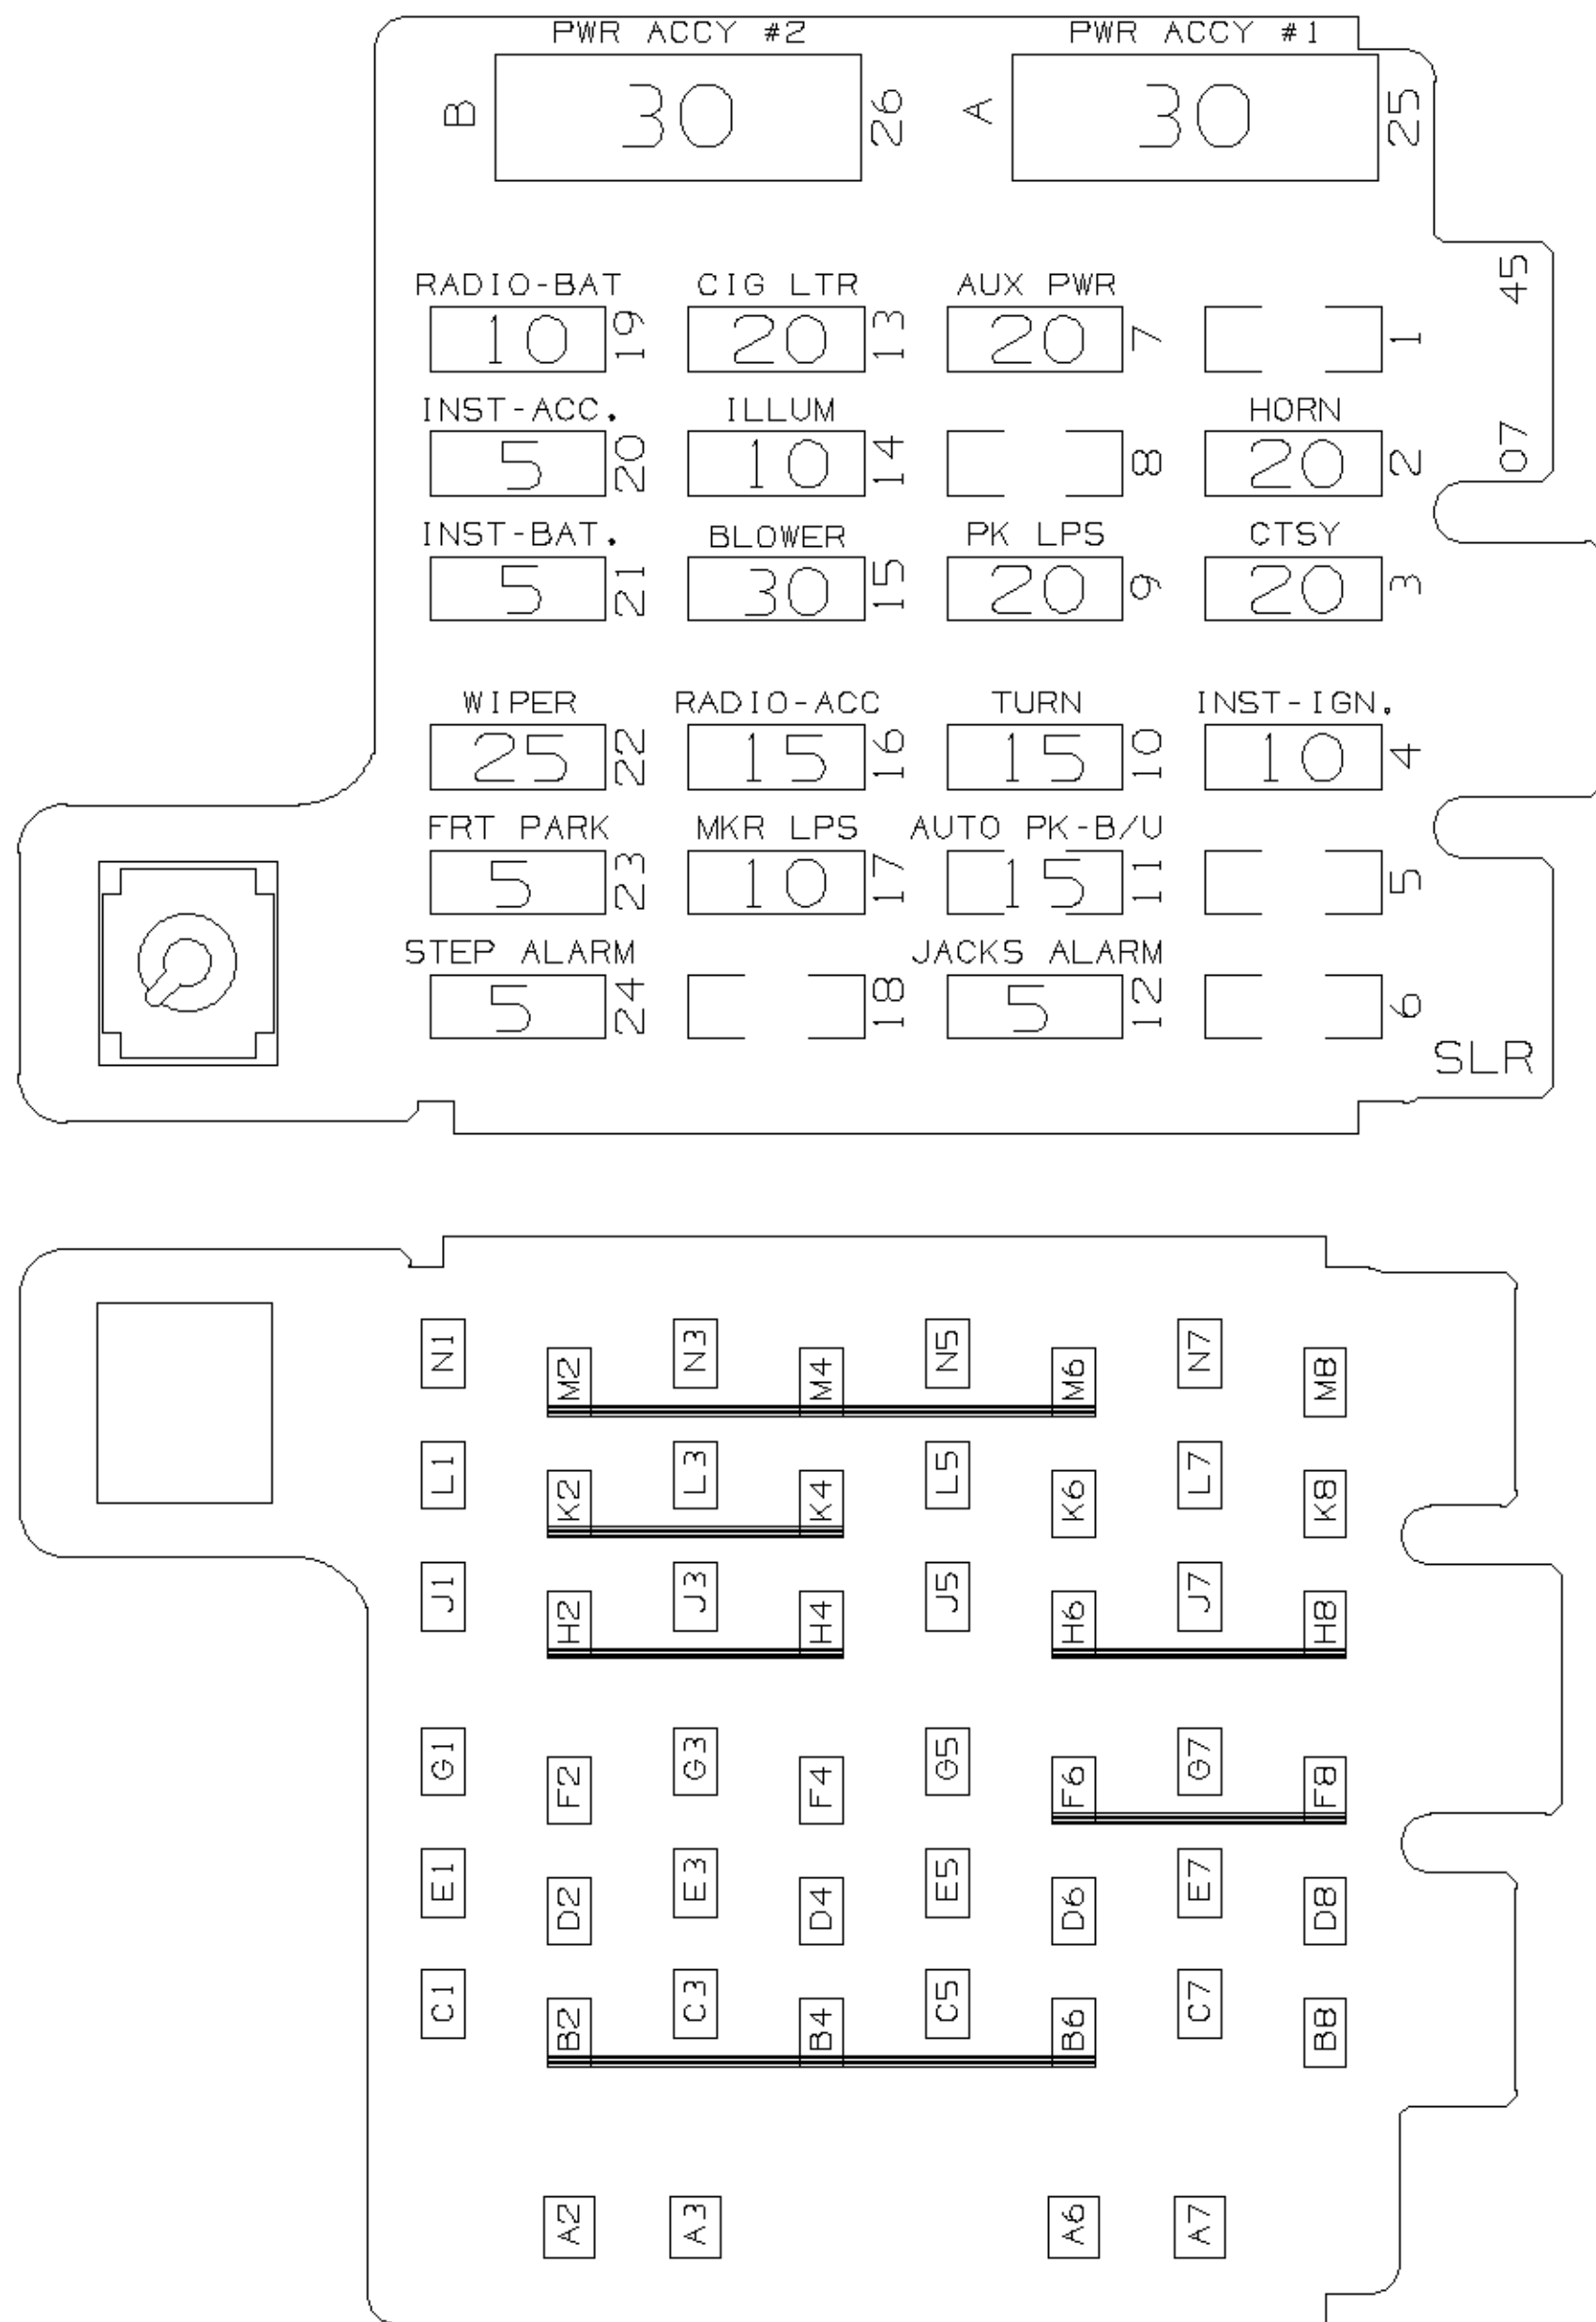 PWR ACCY #2 PWR ACCY #1
B 30 26 A 30 25
RADIO-BAT CIG LTR AUX PWR 45
10 19 20 13 20 7 1
INST-ACC. ILLUM HORN
5 20 10 14 8 20 2 07
INST-BAT. BLOWER PK LPS CTSY
5 21 30 15 20 9 20 3
WIPER RADIO-ACC TURN INST-IGN.
25 22 15 16 15 10 10 4
FRT PARK MKR LPS AUTO PK-B/U
5 23 10 17 15 11 5
STEP ALARM JACKS ALARM
5 24 18 5 12 6
SLR
N1 N3 N5 N7
M2 M4 M6 M8
L1 L3 L5 L7
K2 K4 K6 K8
J1 J3 J5 J7
H2 H4 H6 H8
G1 G3 G5 G7
F2 F4 F6 F8
E1 E3 E5 E7
D2 D4 D6 D8
C1 C3 C5 C7
B2 B4 B6 B8
A2 A3 A6 A7